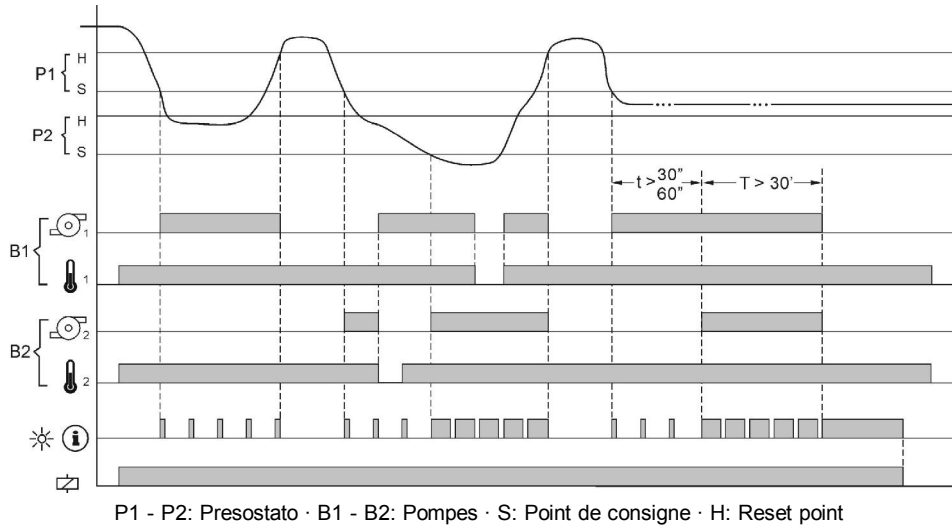 H
P1 {
S
H
P2 {
S
t > 30" 60"
T > 30'
B1 {
1
1
B2 {
2
2
i
P1 - P2: Presostato · B1 - B2: Pompes · S: Point de consigne · H: Reset point